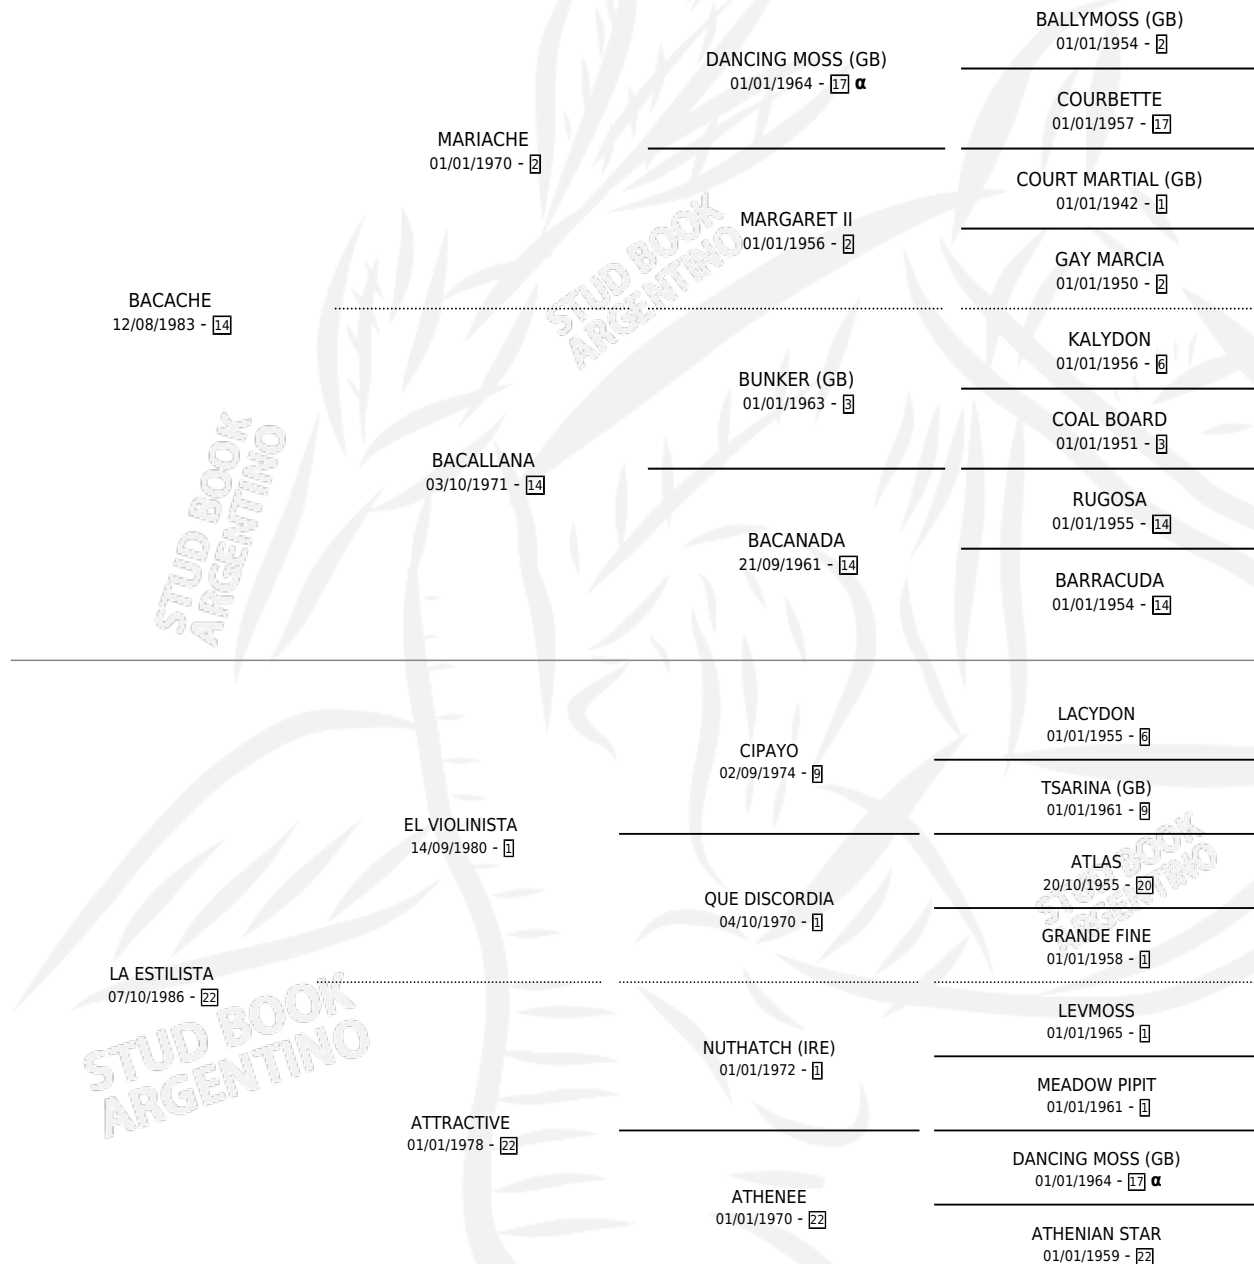 BALLYMOSS (GB)
01/01/1954 - 2
DANCING MOSS (GB)
01/01/1964 - 17 α
COURBETTE
01/01/1957 - 17
MARIACHE
01/01/1970 - 2
COURT MARTIAL (GB)
01/01/1942 - 1
MARGARET II
01/01/1956 - 2
GAY MARCIA
01/01/1950 - 2
BACACHE
12/08/1983 - 14
KALYDON
01/01/1956 - 6
BUNKER (GB)
01/01/1963 - 3
COAL BOARD
01/01/1951 - 3
BACALLANA
03/10/1971 - 14
RUGOSA
01/01/1955 - 14
BACANADA
21/09/1961 - 14
BARRACUDA
01/01/1954 - 14
LACYDON
01/01/1955 - 6
CIPAYO
02/09/1974 - 9
TSARINA (GB)
01/01/1961 - 9
EL VIOLINISTA
14/09/1980 - 1
ATLAS
20/10/1955 - 20
QUE DISCORDIA
04/10/1970 - 1
GRANDE FINE
01/01/1958 - 1
LA ESTILISTA
07/10/1986 - 22
LEVMOSS
01/01/1965 - 1
NUTHATCH (IRE)
01/01/1972 - 1
MEADOW PIPIT
01/01/1961 - 1
ATTRACTIVE
01/01/1978 - 22
DANCING MOSS (GB)
01/01/1964 - 17 α
ATHENEE
01/01/1970 - 22
ATHENIAN STAR
01/01/1959 - 22
STUD BOOK
ARGENTINO
STUD BOOK
ARGENTINO
STUD BOOK
ARGENTINO
STUD BOOK
ARGENTINO